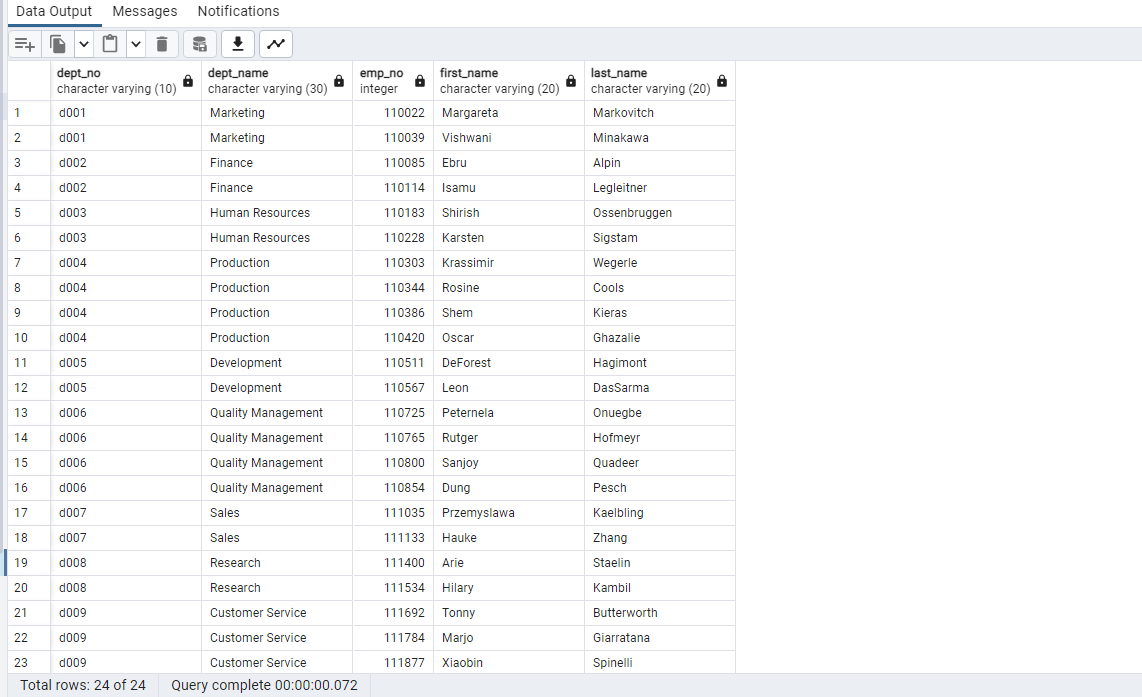 Data Output Messages Notifications
dept_no dept_name emp_no first_name last_name
character varying (10) character varying (30) integer character varying (20) character varying (20)
1 d001 Marketing 110022 Margareta Markovitch
2 d001 Marketing 110039 Vishwani Minakawa
3 d002 Finance 110085 Ebru Alpin
4 d002 Finance 110114 Isamu Legleitner
5 d003 Human Resources 110183 Shirish Ossenbruggen
6 d003 Human Resources 110228 Karsten Sigstam
7 d004 Production 110303 Krassimir Wegerle
8 d004 Production 110344 Rosine Cools
9 d004 Production 110386 Shem Kieras
10 d004 Production 110420 Oscar Ghazalie
11 d005 Development 110511 DeForest Hagimont
12 d005 Development 110567 Leon DasSarma
13 d006 Quality Management 110725 Peternela Onuegbe
14 d006 Quality Management 110765 Rutger Hofmeyr
15 d006 Quality Management 110800 Sanjoy Quadeer
16 d006 Quality Management 110854 Dung Pesch
17 d007 Sales 111035 Przemyslawa Kaelbling
18 d007 Sales 111133 Hauke Zhang
19 d008 Research 111400 Arie Staelin
20 d008 Research 111534 Hilary Kambil
21 d009 Customer Service 111692 Tonny Butterworth
22 d009 Customer Service 111784 Marjo Giarratana
23 d009 Customer Service 111877 Xiaobin Spinelli
Total rows: 24 of 24 Query complete 00:00:00.072